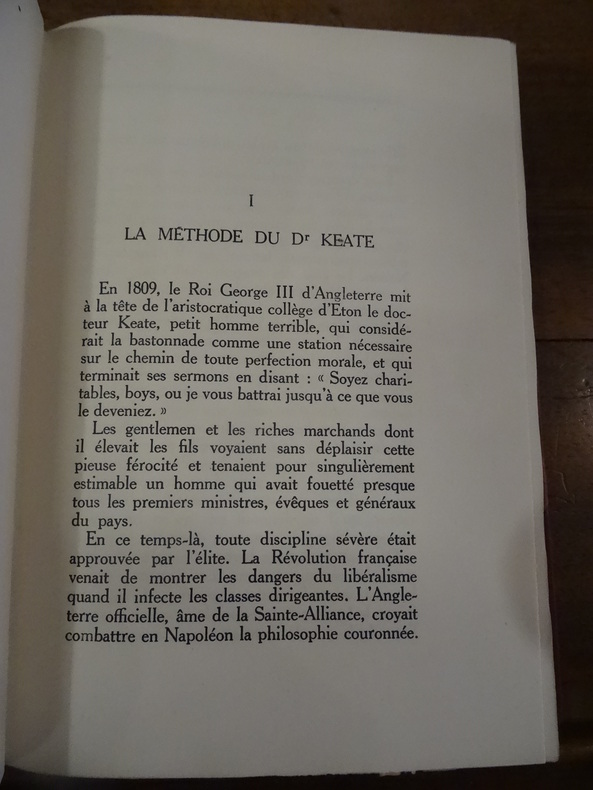 I
LA MÉTHODE DU Dr KEATE
En 1809, le Roi George III d'Angleterre mit
à la tête de l'aristocratique collège d'Eton le doc-
teur Keate, petit homme terrible, qui considé-
rait la bastonnade comme une station nécessaire
sur le chemin de toute perfection morale, et qui
terminait ses sermons en disant : « Soyez chari-
tables, boys, ou je vous battrai jusqu'à ce que vous
le deveniez. »
Les gentlemen et les riches marchands dont
il élevait les fils voyaient sans déplaisir cette
pieuse férocité et tenaient pour singulièrement
estimable un homme qui avait fouetté presque
tous les premiers ministres, évêques et généraux
du pays.
En ce temps-là, toute discipline sévère était
approuvée par l'élite. La Révolution française
venait de montrer les dangers du libéralisme
quand il infecte les classes dirigeantes. L'Angle-
terre officielle, âme de la Sainte-Alliance, croyait
combattre en Napoléon la philosophie couronnée.